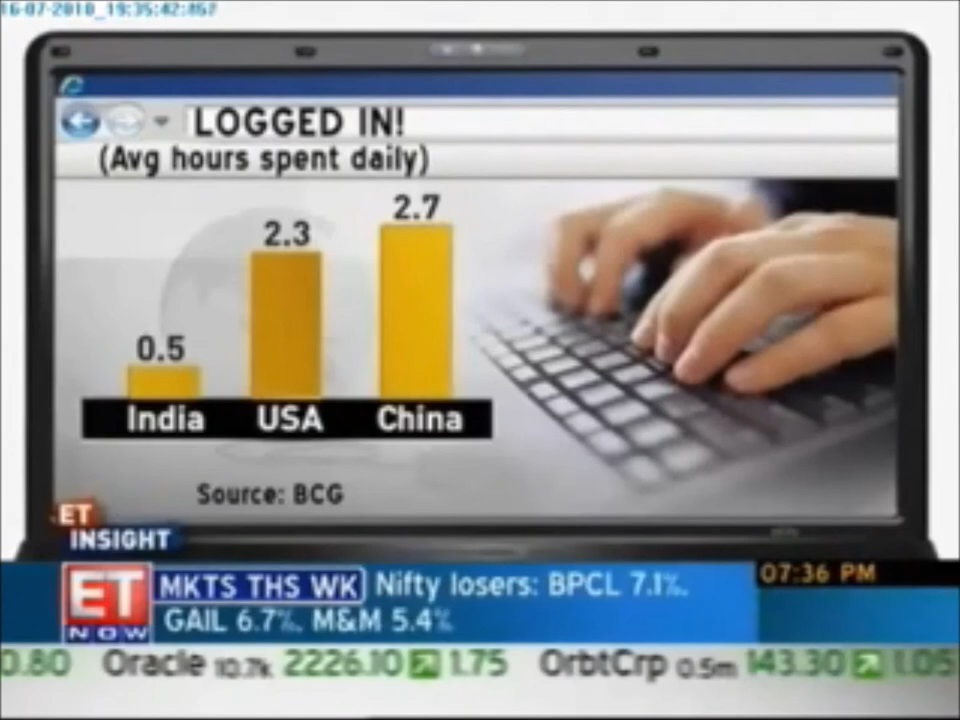 16-07-2010_19:35:42:857
LOGGED IN!
(Avg hours spent daily)
2.7
2.3
0.5
India USA China
Source: BCG
ET
INSIGHT
ET
NOW
MKTS THS WK Nifty losers: BPCL 7.1%,
GAIL 6.7%, M&M 5.4%
07:36 PM
0.80 Oracle 10.7k 2226.10 1.75 OrbtCrp 0.5m 143.30 1.05